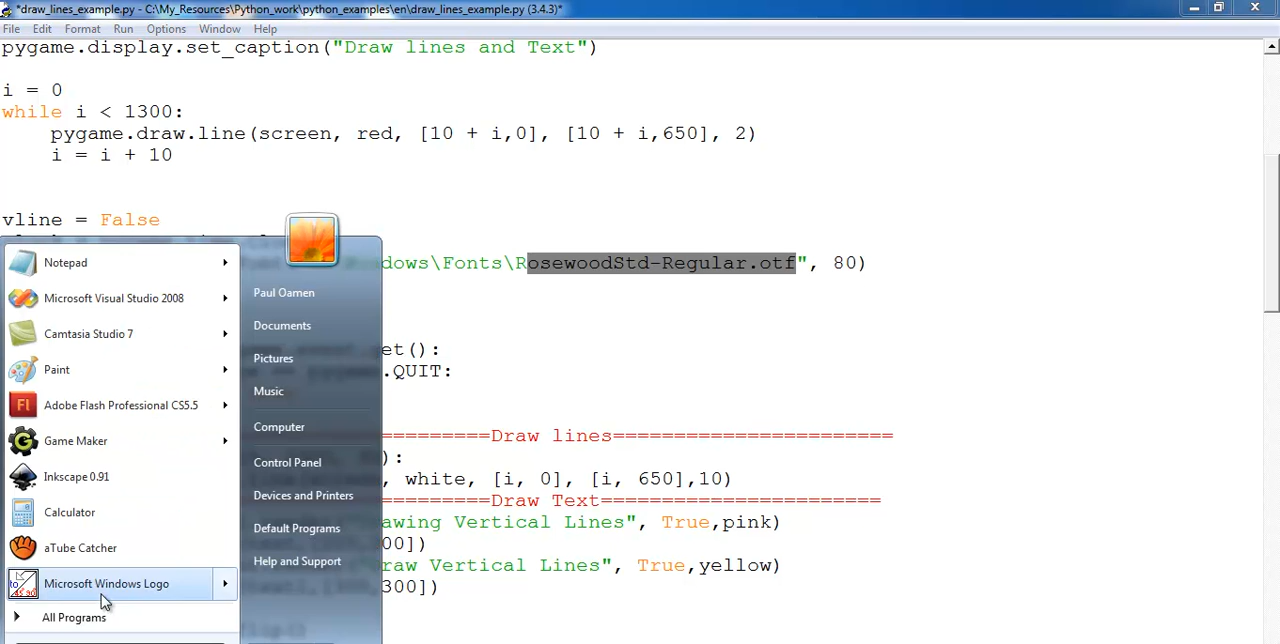 *draw_lines_example.py - C:\My_Resources\Python_work\python_examples\en\draw_lines_example.py (3.4.3)*
File Edit Format Run Options Window Help
pygame.display.set_caption("Draw lines and Text")
i = 0
while i < 1300:
pygame.draw.line(screen, red, [10 + i,0], [10 + i,650], 2)
i = i + 10
vline = False
indows\Fonts\RosewoodStd-Regular.otf", 80)
get():
.QUIT:
=========Draw lines=======================
):
white, [i, 0], [i, 650],10)
=========Draw Text======================
awing Vertical Lines", True,pink)
00])
raw Vertical Lines", True,yellow)
300])
Notepad
Microsoft Visual Studio 2008
Camtasia Studio 7
Paint
Adobe Flash Professional CS5.5
Game Maker
Inkscape 0.91
Calculator
aTube Catcher
Microsoft Windows Logo
All Programs
Paul Oamen
Documents
Pictures
Music
Computer
Control Panel
Devices and Printers
Default Programs
Help and Support